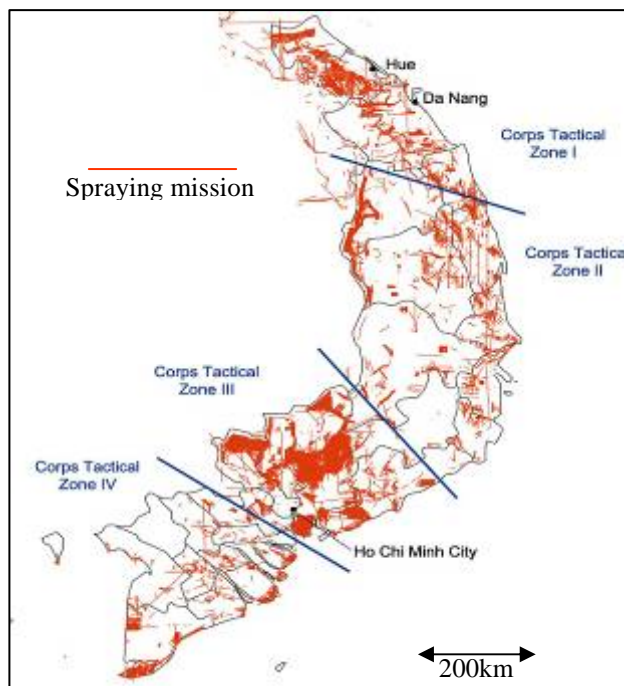 Hue
Da Nang
Corps Tactical
Zone I
Spraying mission
Corps Tactica
Zone II
Corps Tactical
Zone III
Corps Tactical
Zone IV
Ho Chi Minh City
200km